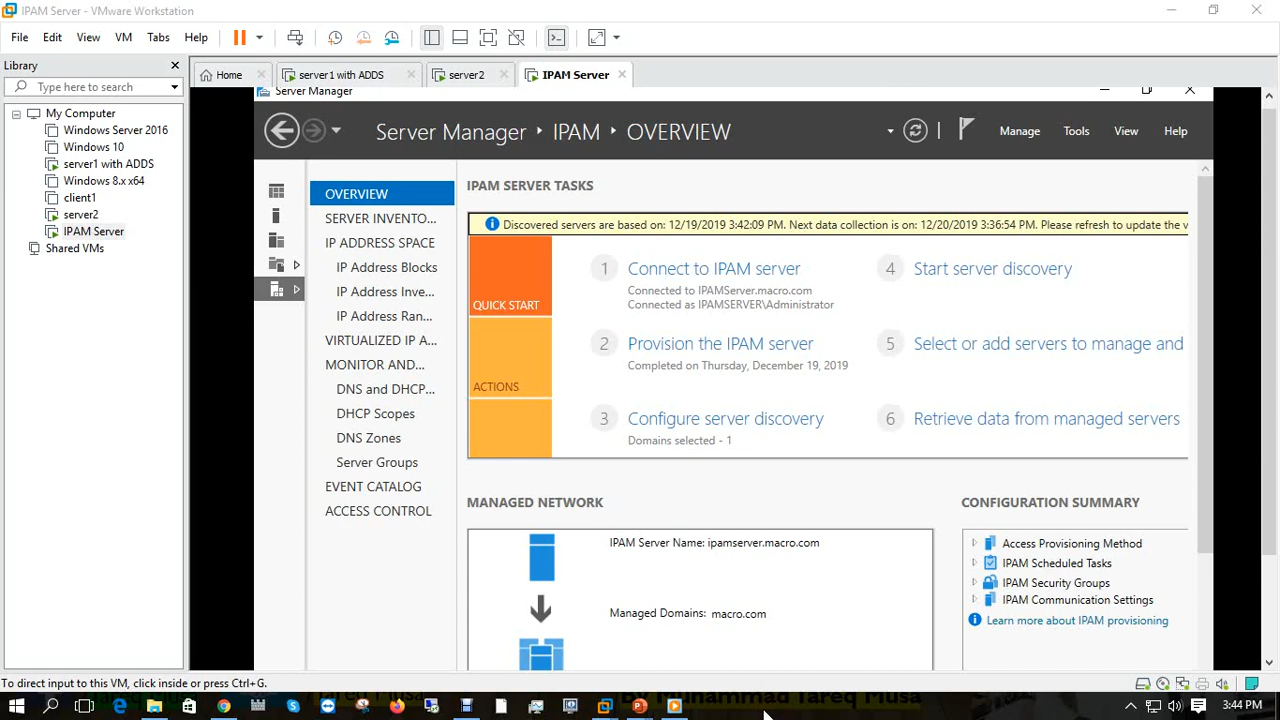 IPAM Server - VMware Workstation
File Edit View VM Tabs Help
Library
Type here to search
Home
server1 with ADDS
server2
IPAM Server
My Computer
Windows Server 2016
Windows 10
server1 with ADDS
Windows 8.x x64
client1
server2
IPAM Server
Shared VMs
Server Manager
Server Manager IPAM OVERVIEW
Manage Tools View Help
OVERVIEW
SERVER INVENTO...
IP ADDRESS SPACE
IP Address Blocks
IP Address Inve...
IP Address Ran...
VIRTUALIZED IP A...
MONITOR AND...
DNS and DHCP...
DHCP Scopes
DNS Zones
Server Groups
EVENT CATALOG
ACCESS CONTROL
IPAM SERVER TASKS
Discovered servers are based on: 12/19/2019 3:42:09 PM. Next data collection is on: 12/20/2019 3:36:54 PM. Please refresh to update the v
QUICK START
ACTIONS
1 Connect to IPAM server
Connected to IPAMServer.macro.com
Connected as IPAMSERVER\Administrator
2 Provision the IPAM server
Completed on Thursday, December 19, 2019
3 Configure server discovery
Domains selected - 1
4 Start server discovery
5 Select or add servers to manage and
6 Retrieve data from managed servers
MANAGED NETWORK
IPAM Server Name: ipamserver.macro.com
Managed Domains: macro.com
CONFIGURATION SUMMARY
Access Provisioning Method
IPAM Scheduled Tasks
IPAM Security Groups
IPAM Communication Settings
Learn more about IPAM provisioning
To direct input to this VM, click inside or press Ctrl+G.
By Muhammad Tareq Musa
3:44 PM